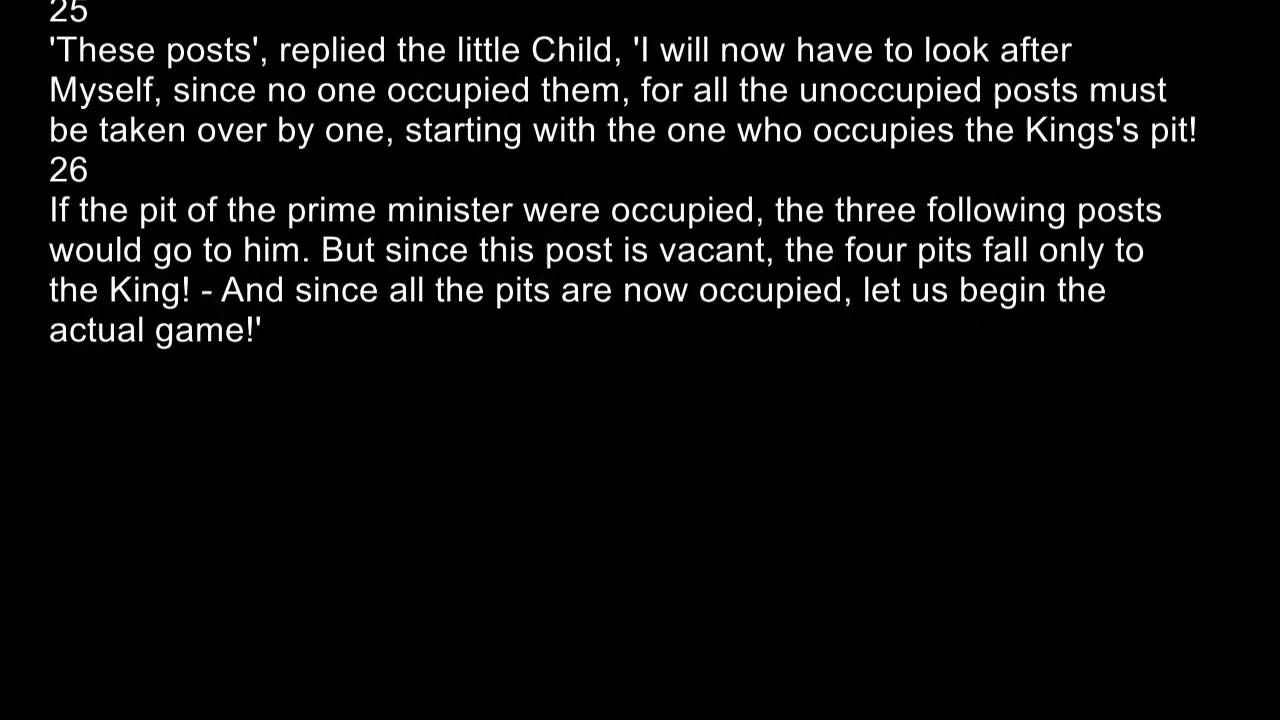 25
'These posts', replied the little Child, 'I will now have to look after
Myself, since no one occupied them, for all the unoccupied posts must
be taken over by one, starting with the one who occupies the Kings's pit!
26
If the pit of the prime minister were occupied, the three following posts
would go to him. But since this post is vacant, the four pits fall only to
the King! - And since all the pits are now occupied, let us begin the
actual game!'